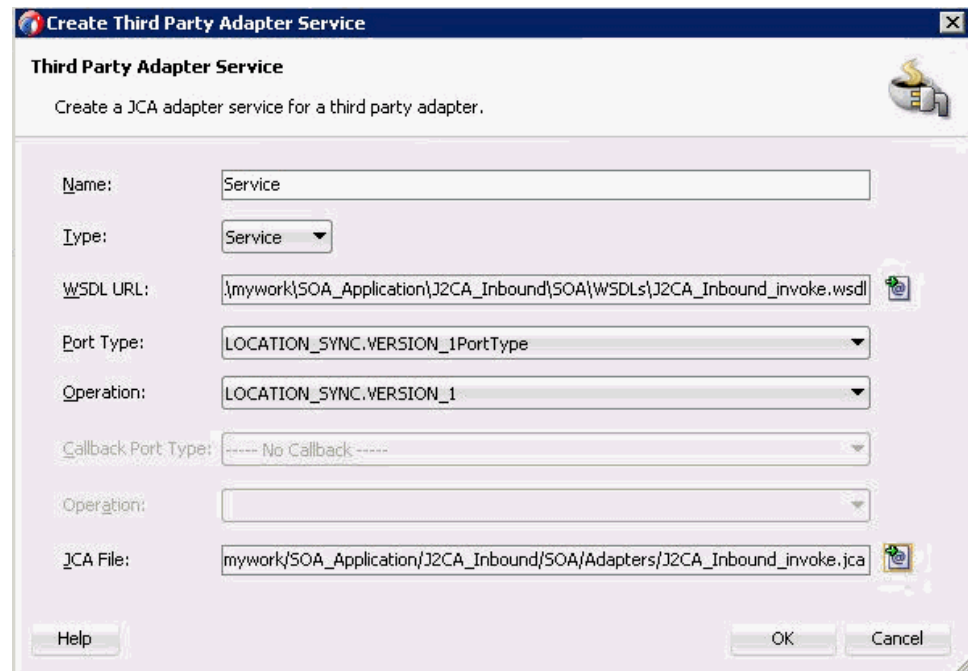 Create Third Party Adapter Service
Third Party Adapter Service
Create a JCA adapter service for a third party adapter.
Name: Service
Type: Service
WSDL URL: .\mywork\SOA_Application\J2CA_Inbound\SOA\WSDLs\J2CA_Inbound_invoke.wsdl
Port Type: LOCATION_SYNC.VERSION_1PortType
Operation: LOCATION_SYNC.VERSION_1
Callback Port Type: ----- No Callback -----
Operation:
JCA File: mywork/SOA_Application/J2CA_Inbound/SOA/Adapters/J2CA_Inbound_invoke.jca
Help OK Cancel